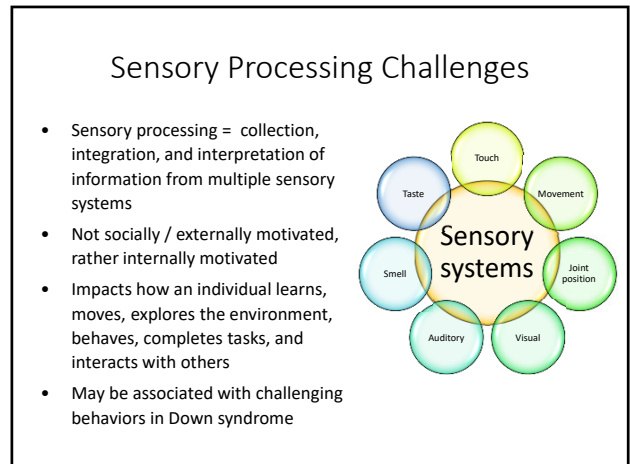 Sensory Processing Challenges
• Sensory processing = collection,
integration, and interpretation of
information from multiple sensory
systems
• Not socially / externally motivated,
rather internally motivated
• Impacts how an individual learns,
moves, explores the environment,
behaves, completes tasks, and
interacts with others
• May be associated with challenging
behaviors in Down syndrome
Sensory
systems
Touch
Movement
Joint
position
Visual
Auditory
Smell
Taste